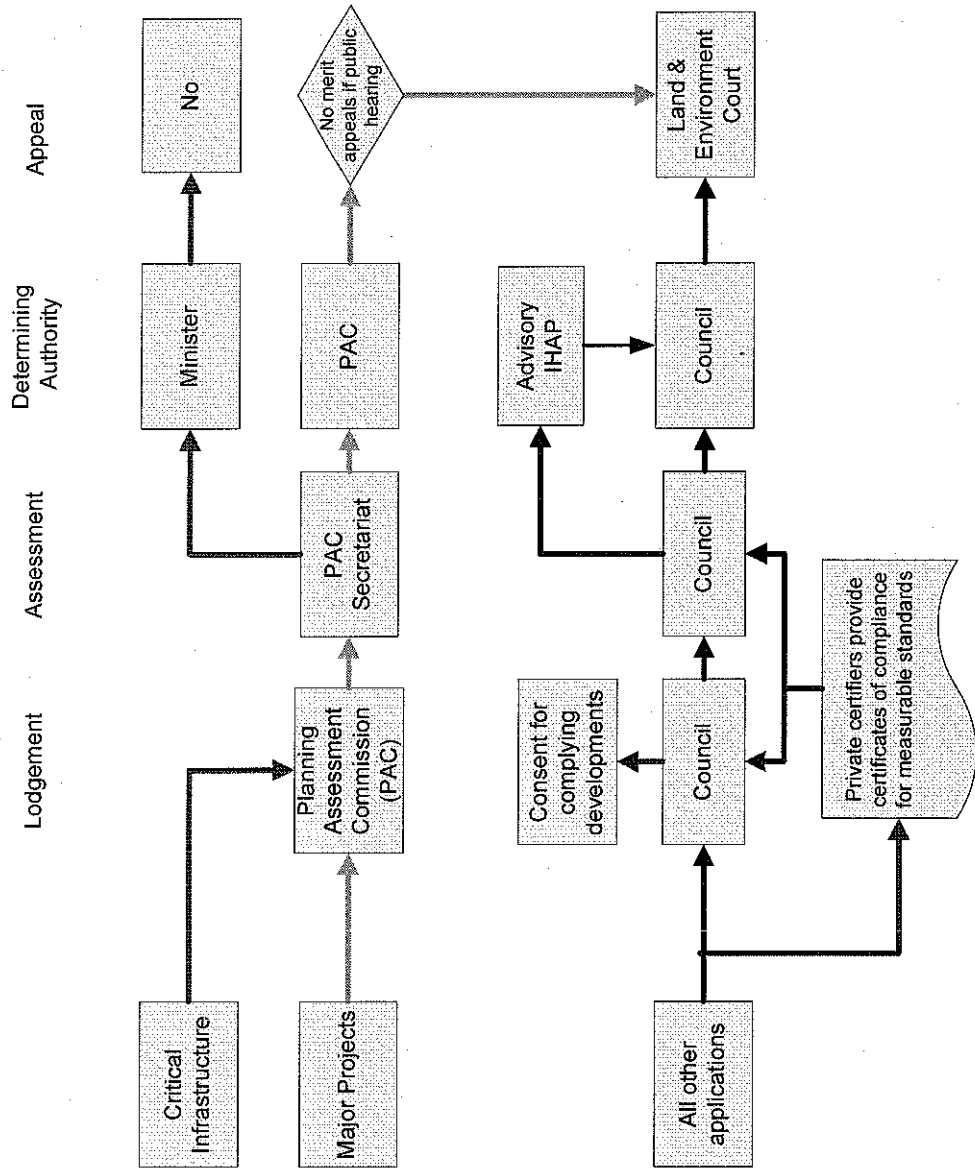 Lodgement
Assessment
Determining
Authority
Appeal
Critical
Infrastructure
Minister
No
Major Projects
Planning
Assessment
Commission
(PAC)
PAC
Secretariat
PAC
No merit
appeals if public
hearing
Consent for
complying
developments
Advisory
IHAP
All other
applications
Council
Council
Council
Land &
Environment
Court
Private certifiers provide
certificates of compliance
for measurable standards